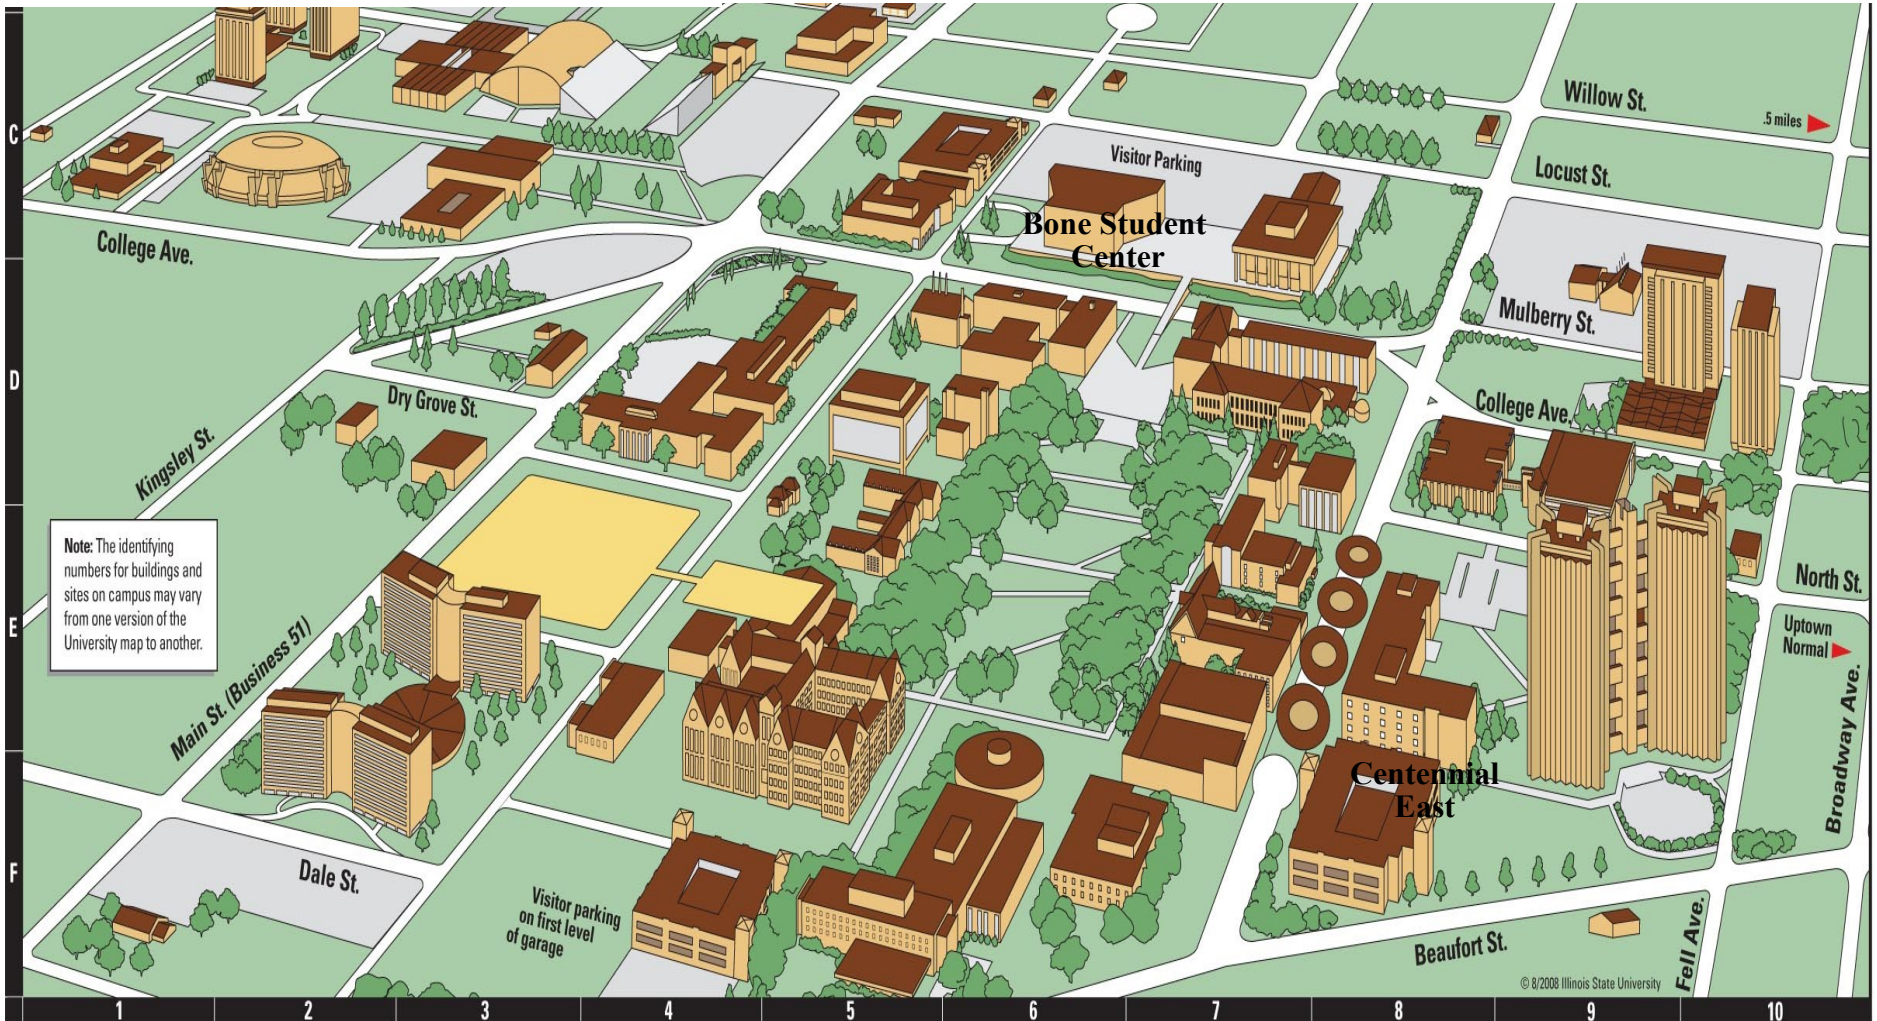 C
Willow St.
.5 miles
Visitor Parking
Locust St.
Bone Student
Center
College Ave.
Mulberry St.
D
Dry Grove St.
College Ave.
Kingsley St.
Note: The identifying
numbers for buildings and
sites on campus may vary
from one version of the
University map to another.
North St.
E
Uptown
Normal
Main St. (Business 51)
Broadway Ave.
Centennial
East
F
Dale St.
Visitor parking
on first level
of garage
Beaufort St.
Fell Ave.
© 8/2008 Illinois State University
1 2 3 4 5 6 7 8 9 10